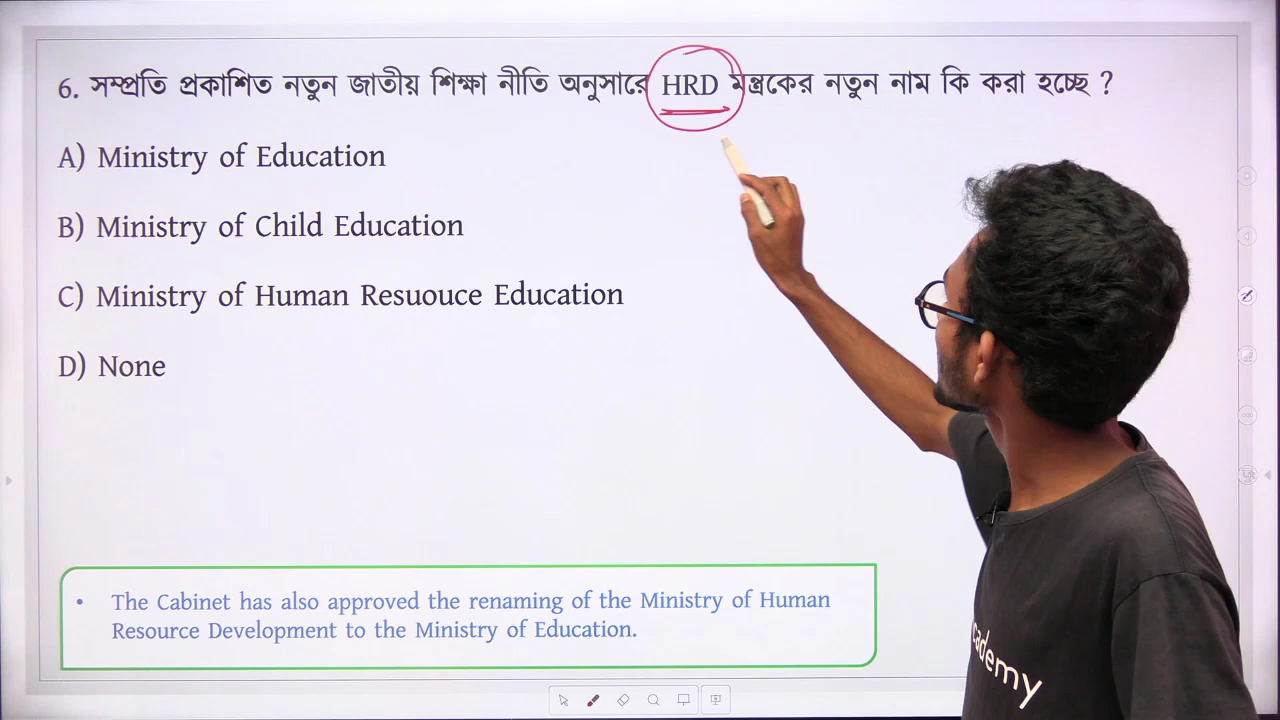 6. সম্প্রতি প্রকাশিত নতুন জাতীয় শিক্ষা নীতি অনুসারে HRD মন্ত্রকের নতুন নাম কি করা হচ্ছে ?
A) Ministry of Education
B) Ministry of Child Education
C) Ministry of Human Resuouce Education
D) None
• The Cabinet has also approved the renaming of the Ministry of Human
Resource Development to the Ministry of Education.
cademy